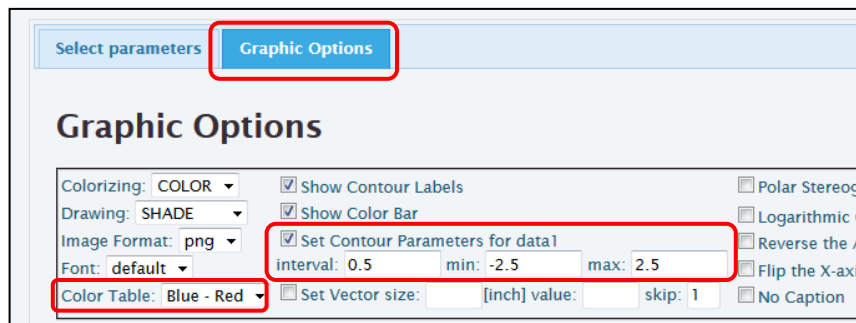 Select parameters Graphic Options
Graphic Options
Colorizing: COLOR Show Contour Labels Polar Stereog
Drawing: SHADE Show Color Bar Logarithmic
Image Format: png Set Contour Parameters for data1 Reverse the
Font: default interval: 0.5 min: -2.5 max: 2.5 Flip the X-axi
Color Table: Blue - Red Set Vector size: [inch] value: skip: 1 No Caption